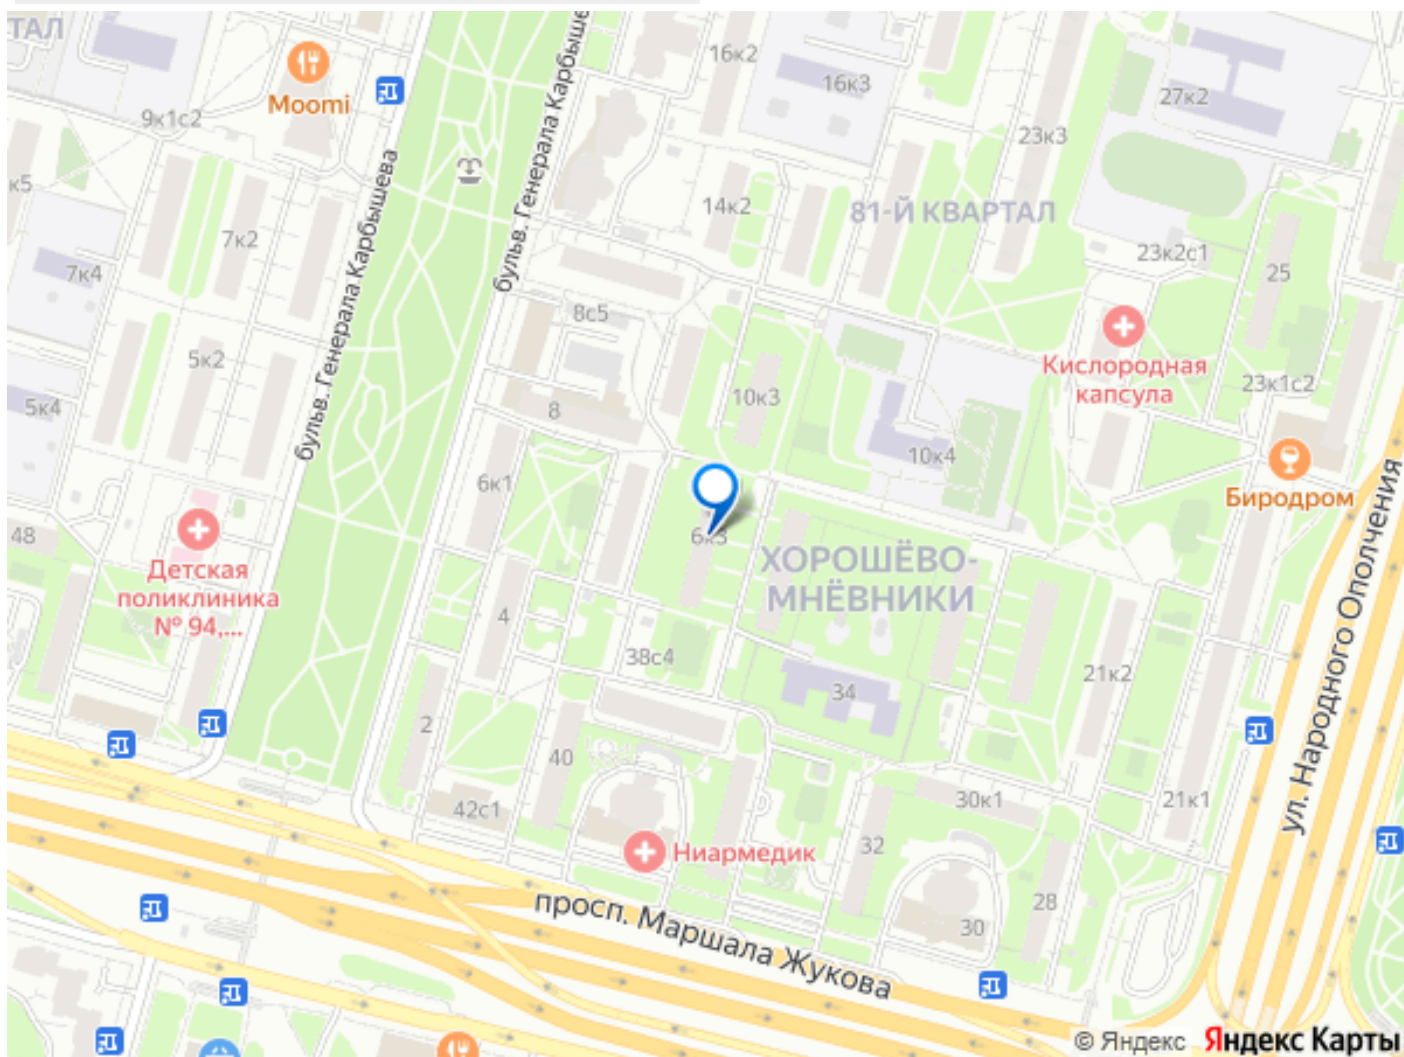 ТАЛ
Moomi
9к1с2
к5
7к2
7к4
5к2
5к4
48
Детская
поликлиника
№ 94,...
бульв. Генерала Карбышева
бульв. Генерала Карбыше
16к2
16к3
27к2
23к3
14к2
81-Й КВАРТАЛ
23к2с1
25
8с5
Кислородная
капсула
23к1с2
8
10к3
10к4
6к1
Биродром
6к3
ХОРОШЁВО-
МНЁВНИКИ
4
38с4
34
21к2
2
40
42с1
30к1
21к1
Ниармедик
32
28
30
просп. Маршала Жукова
ул. Народного Ополчения
© Яндекс Яндекс Карты